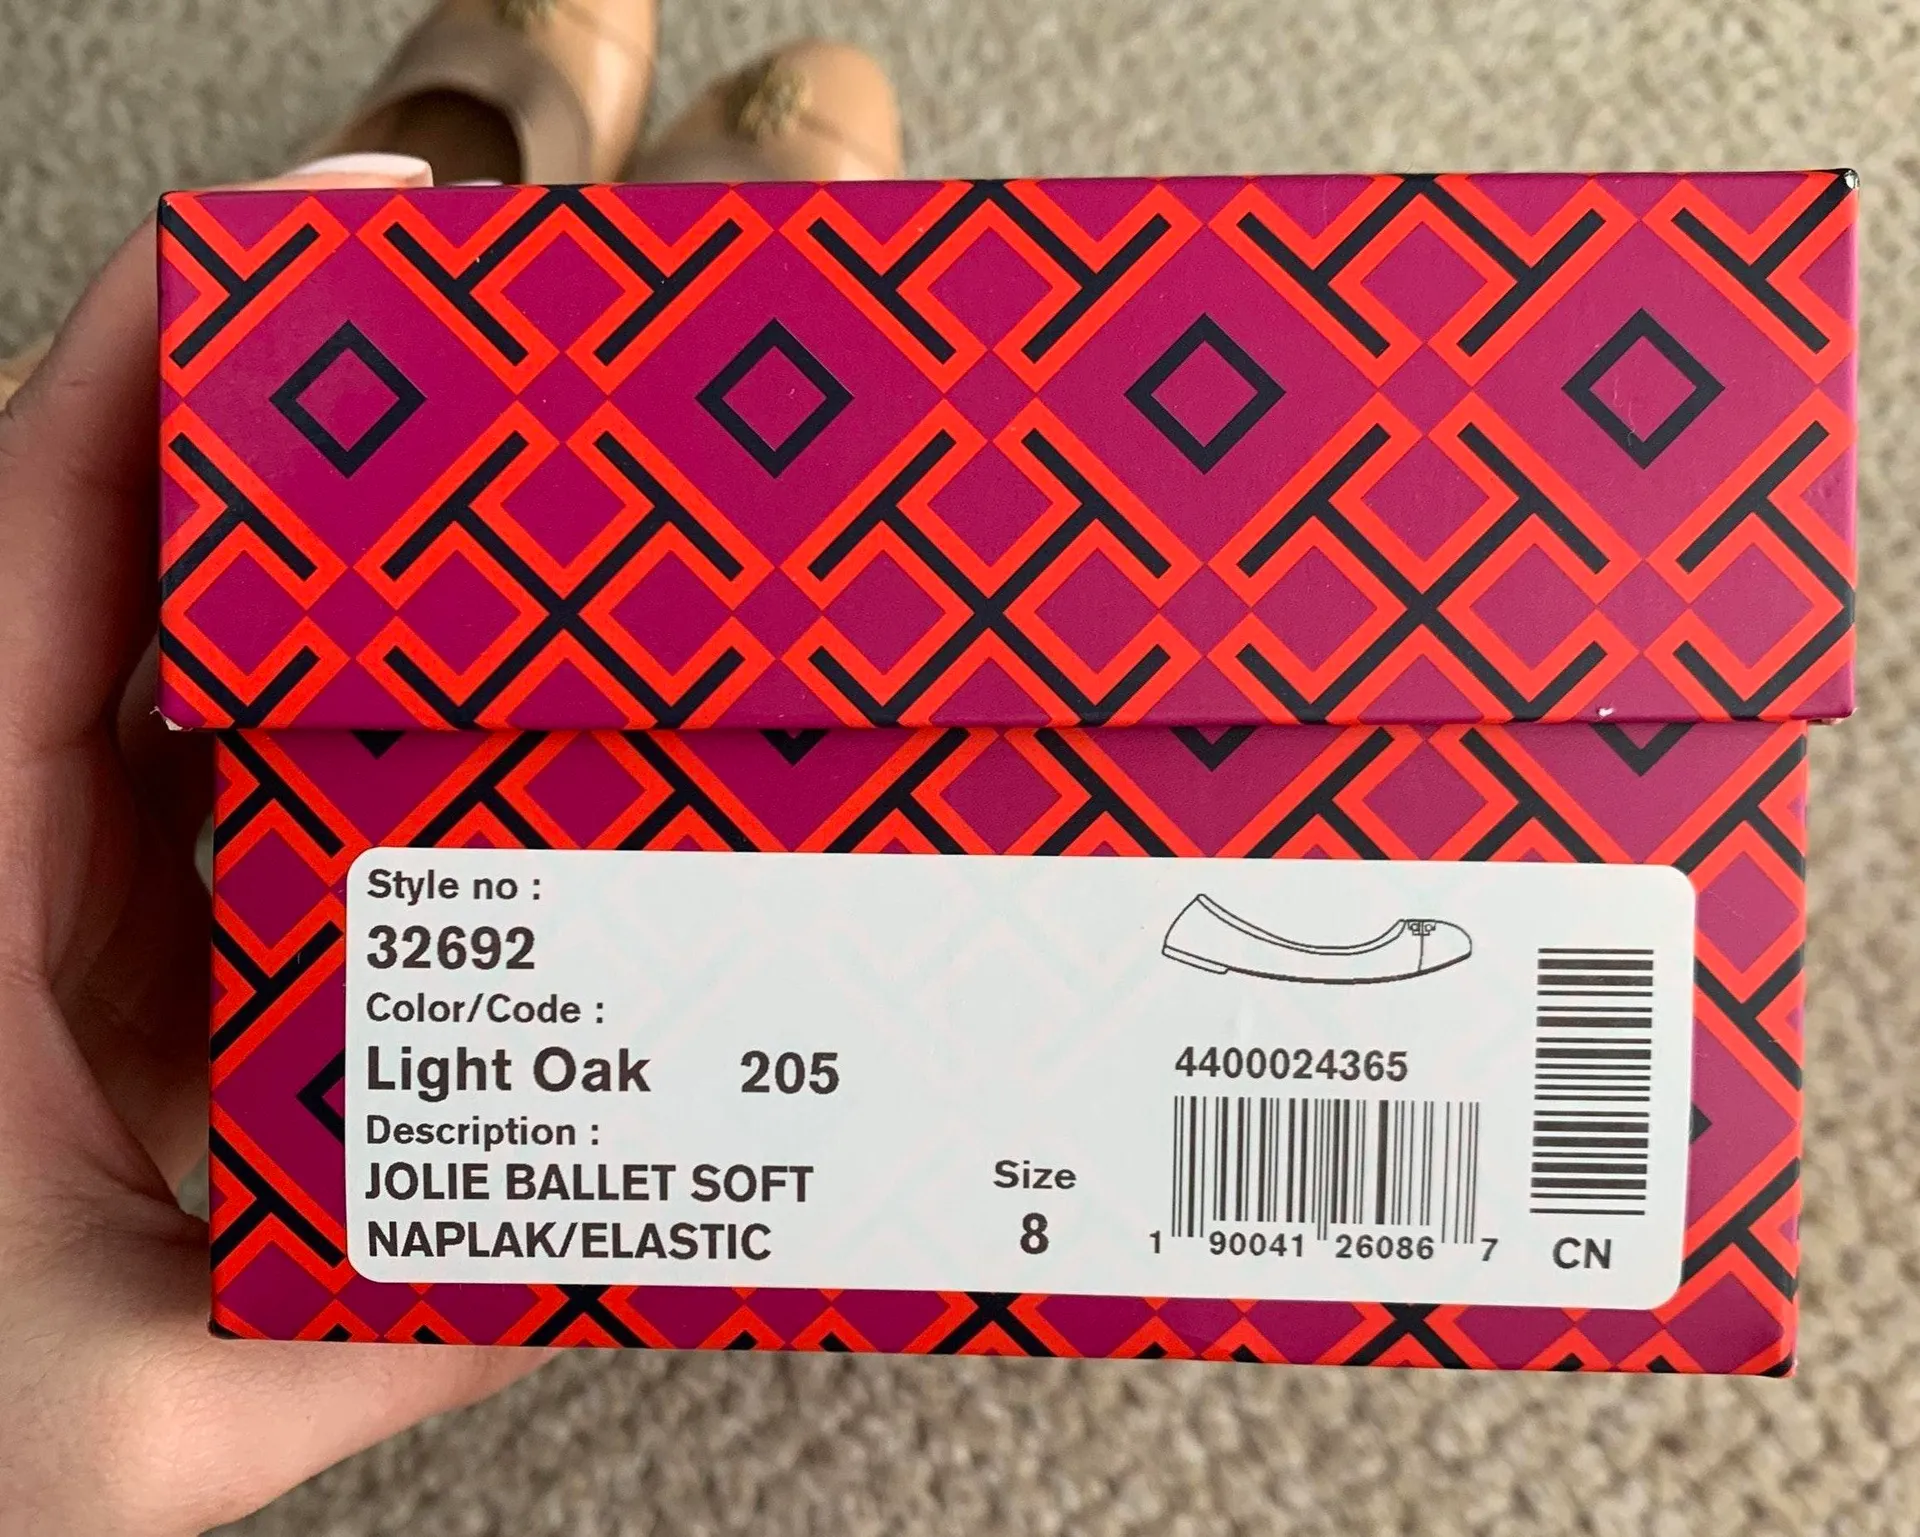 Style no :
32692
Color/Code :
Light Oak 205
Description :
JOLIE BALLET SOFT
NAPLAK/ELASTIC
Size
8
4400024365
1 90041 26086 7
CN